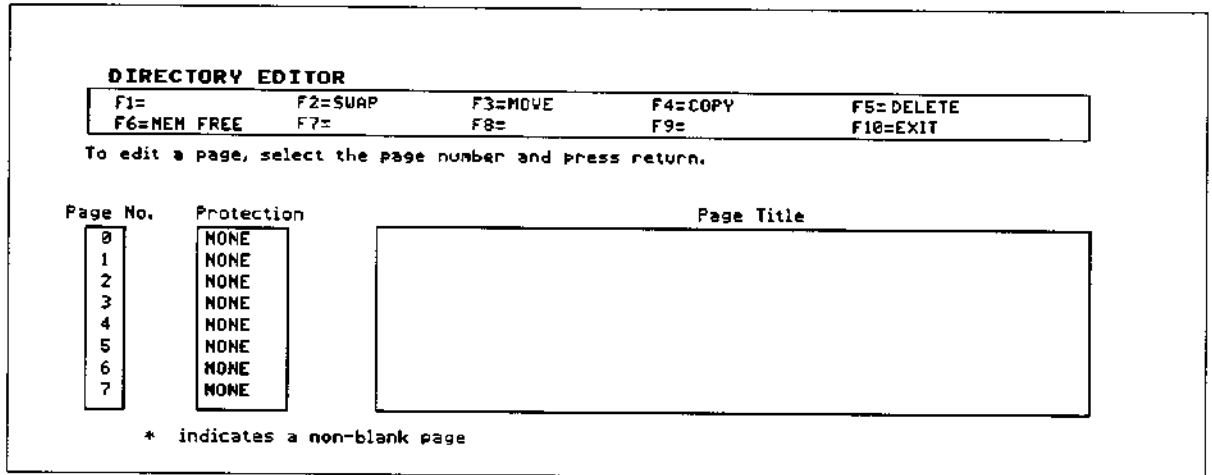 DIRECTORY EDITOR
F1= F2=SWAP F3=MOVE F4=COPY F5=DELETE
F6=MEM FREE F7= F8= F9= F10=EXIT
To edit a page, select the page number and press return.
Page No. Protection Page Title
0 NONE
1 NONE
2 NONE
3 NONE
4 NONE
5 NONE
6 NONE
7 NONE
* indicates a non-blank page